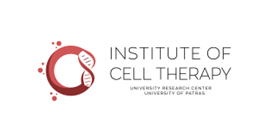 INSTITUTE OF
CELL THERAPY
UNIVERSITY RESEARCH CENTER
UNIVERSITY OF PATRAS